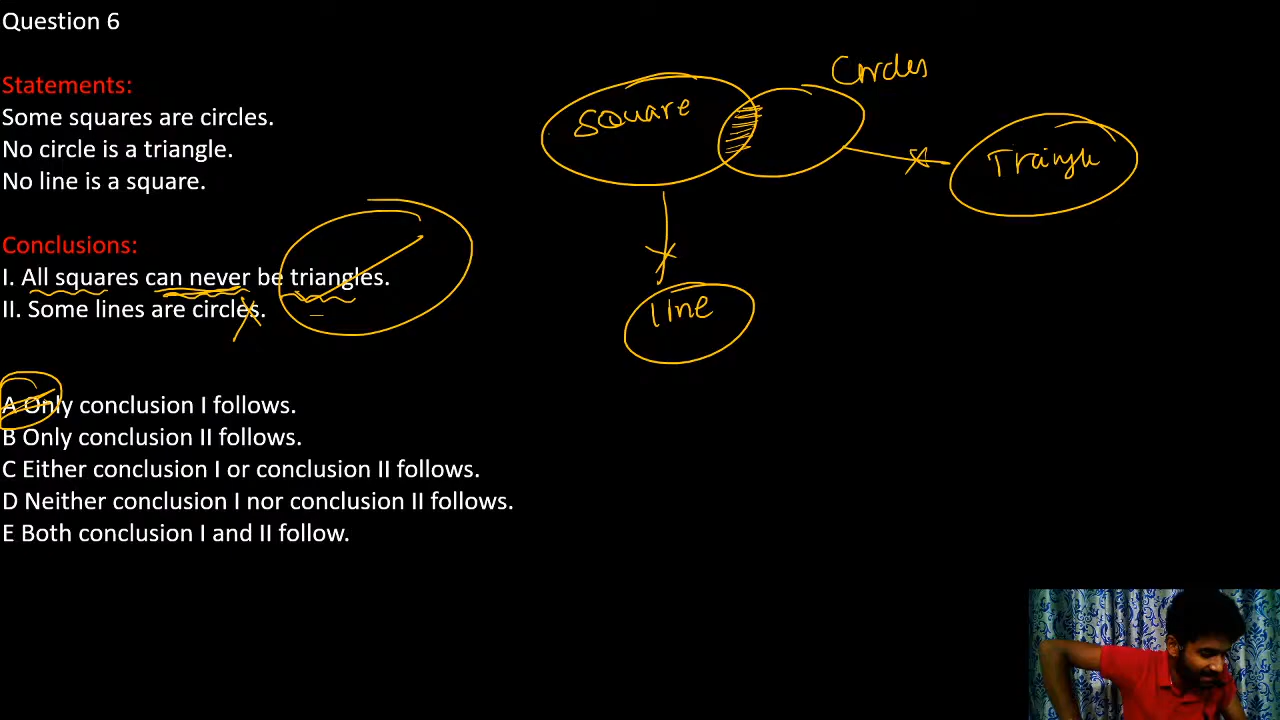 Question 6
Statements:
Some squares are circles.
No circle is a triangle.
No line is a square.
Conclusions:
I. All squares can never be triangles.
II. Some lines are circles.
A Only conclusion I follows.
B Only conclusion II follows.
C Either conclusion I or conclusion II follows.
D Neither conclusion I nor conclusion II follows.
E Both conclusion I and II follow.
Circles
Square
line